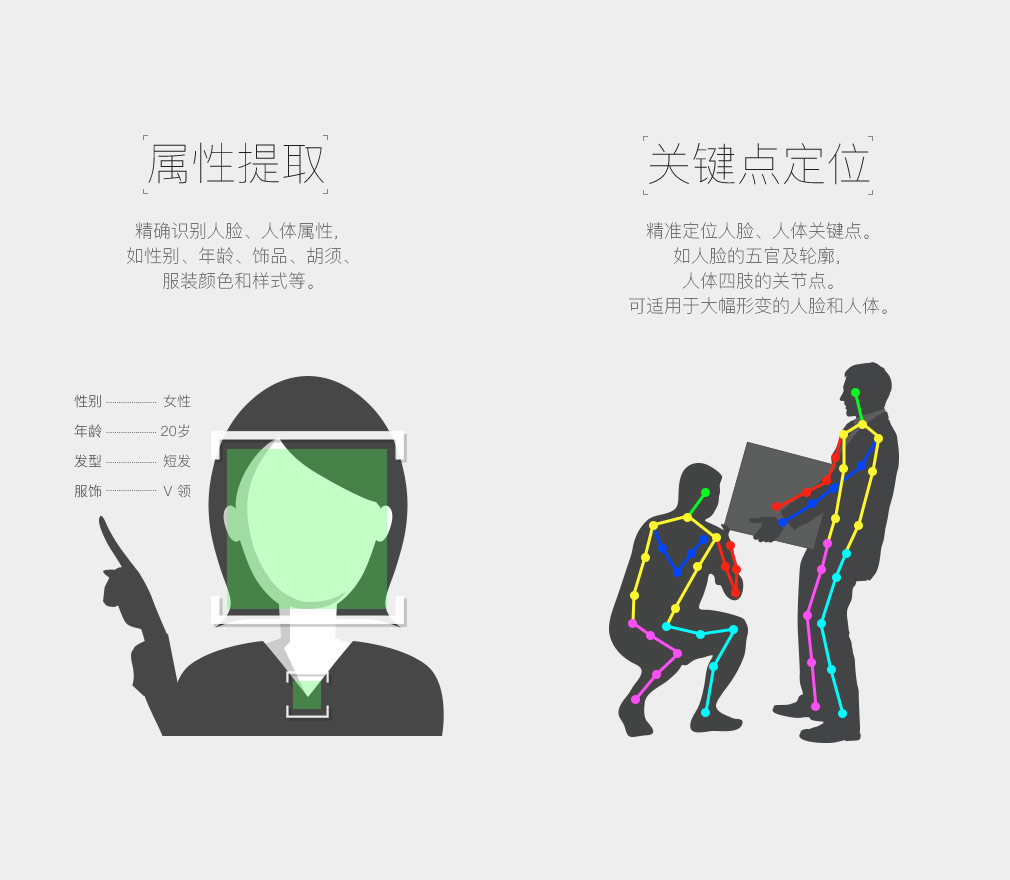 属性提取
精确识别人脸、人体属性,
如性别、年龄、饰品、胡须、
服装颜色和样式等。
性别 女性
年龄 20岁
发型 短发
服饰 V 领
关键点定位
精准定位人脸、人体关键点。
如人脸的五官及轮廓,
人体四肢的关节点。
可适用于大幅形变的人脸和人体。